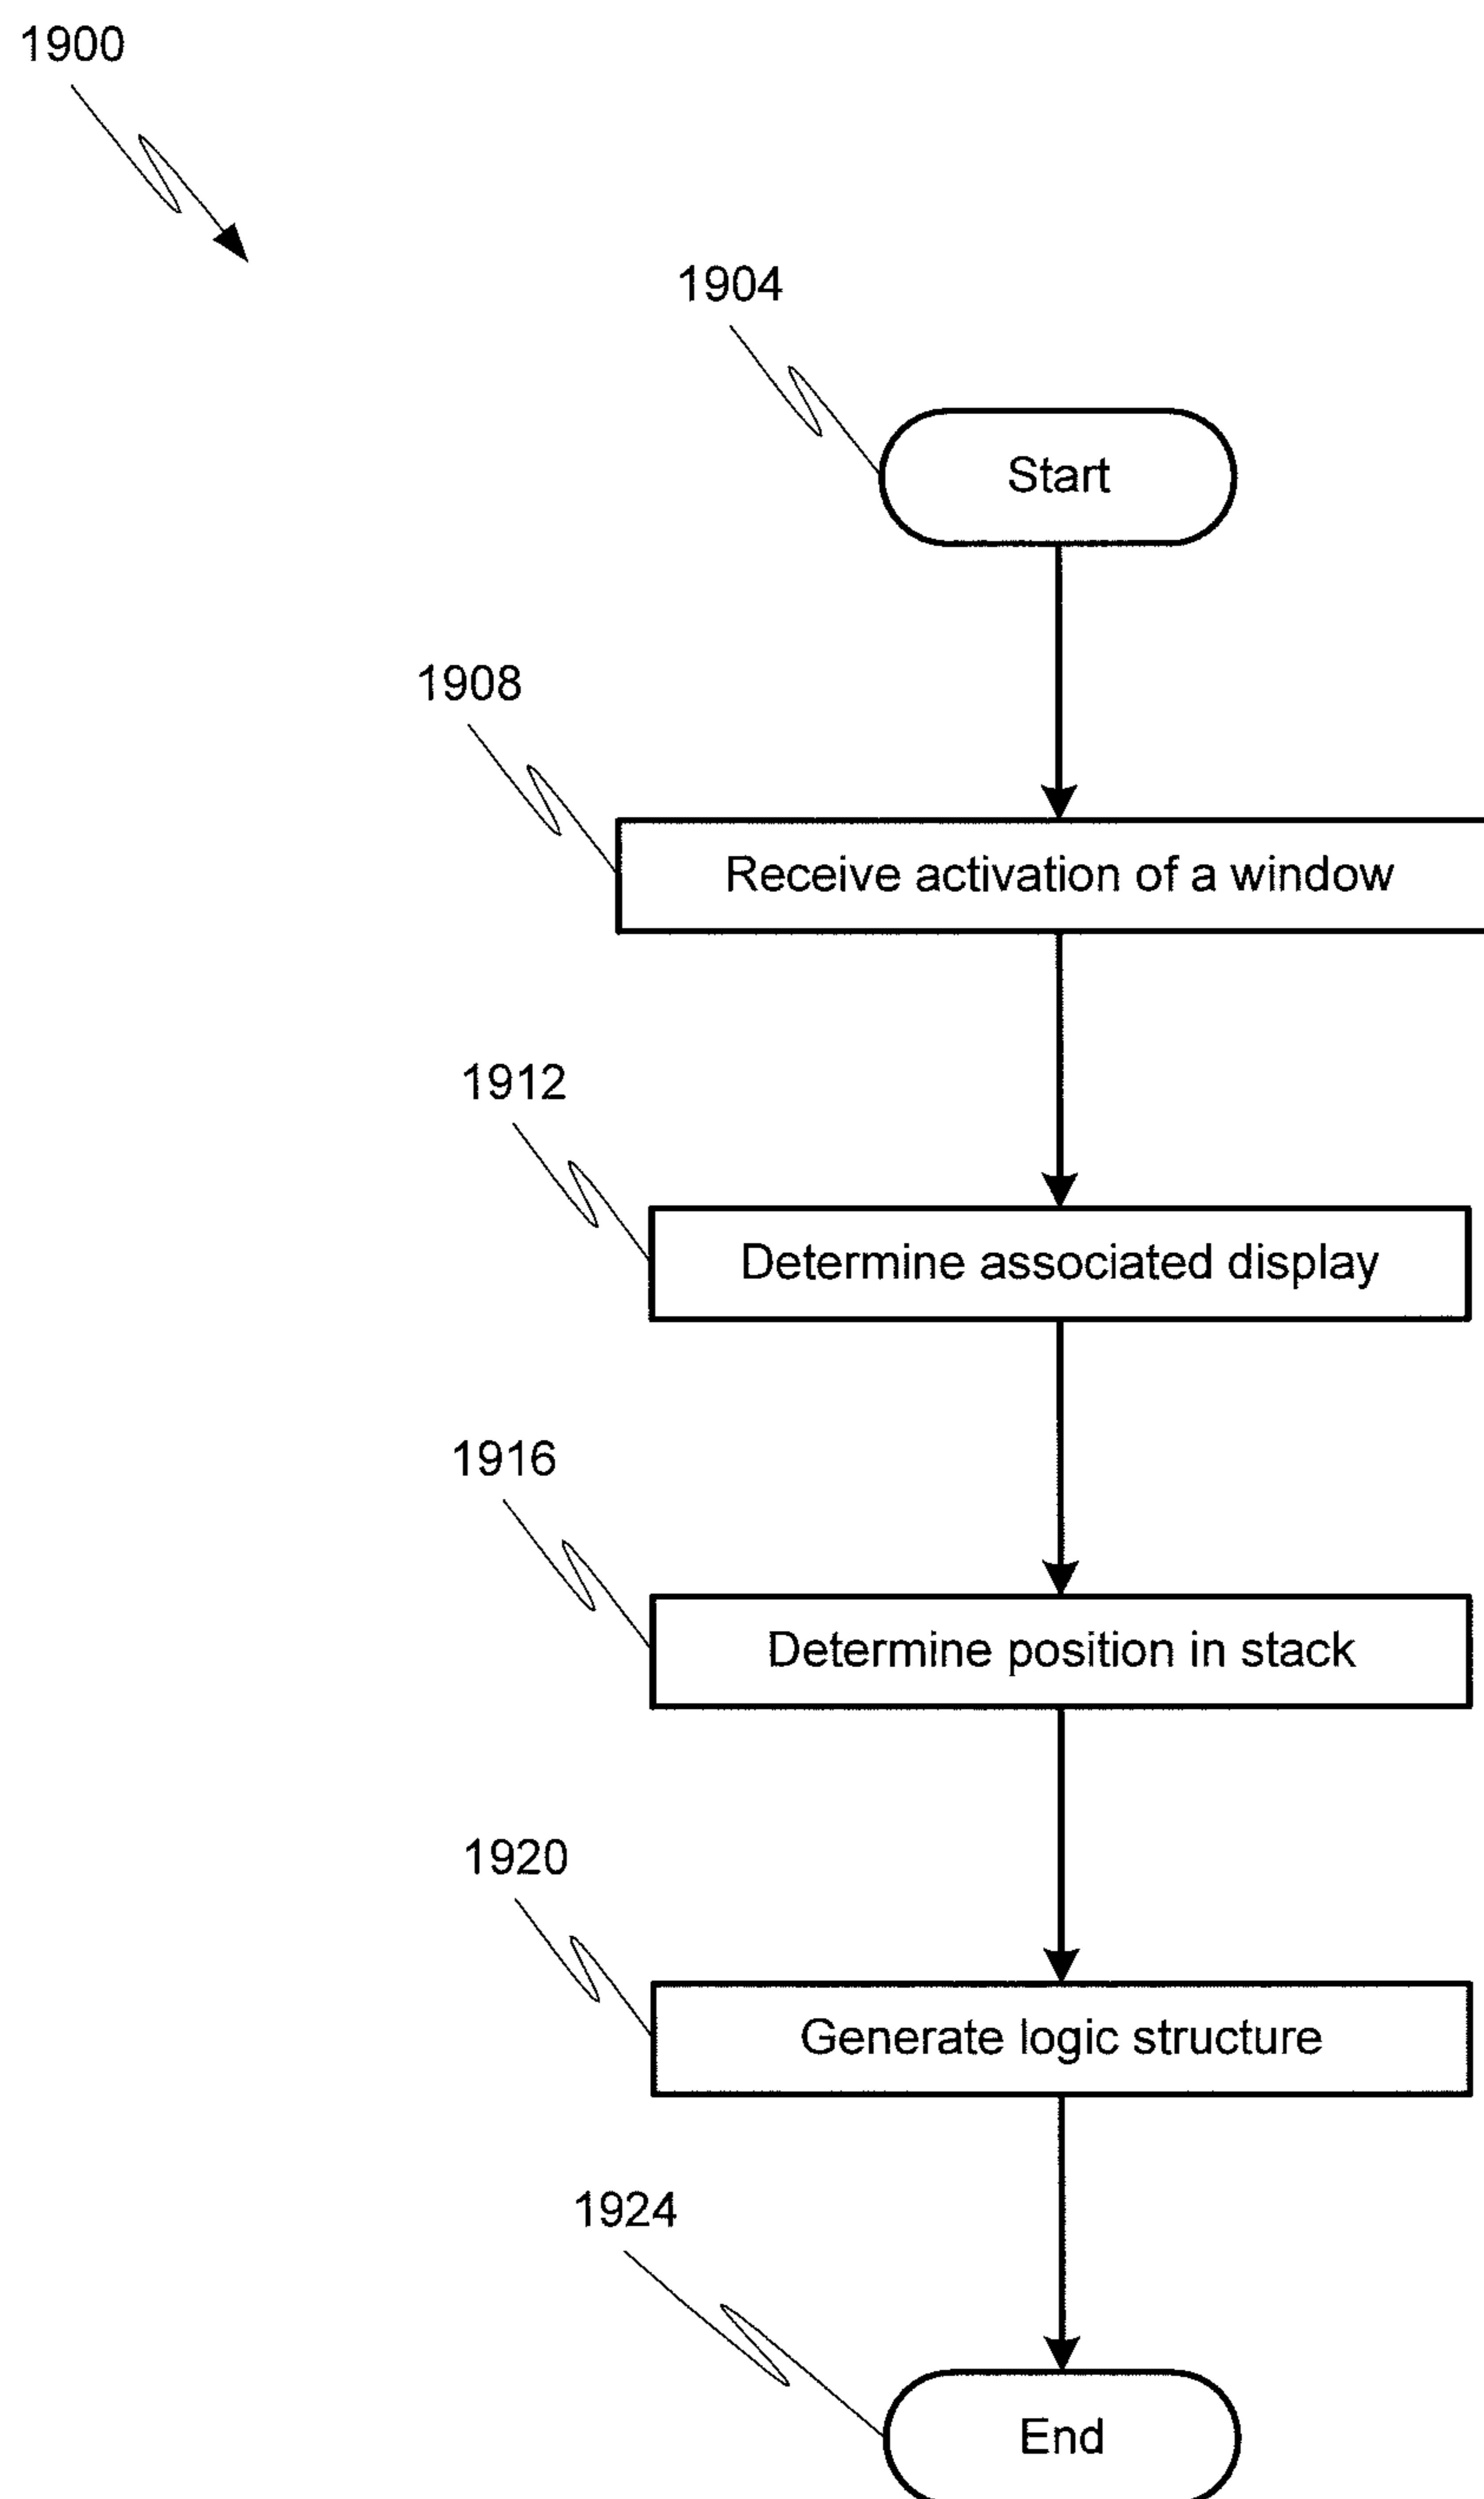 1900
1904
Start
1908
Receive activation of a window
1912
Determine associated display
1916
Determine position in stack
1920
Generate logic structure
1924
End